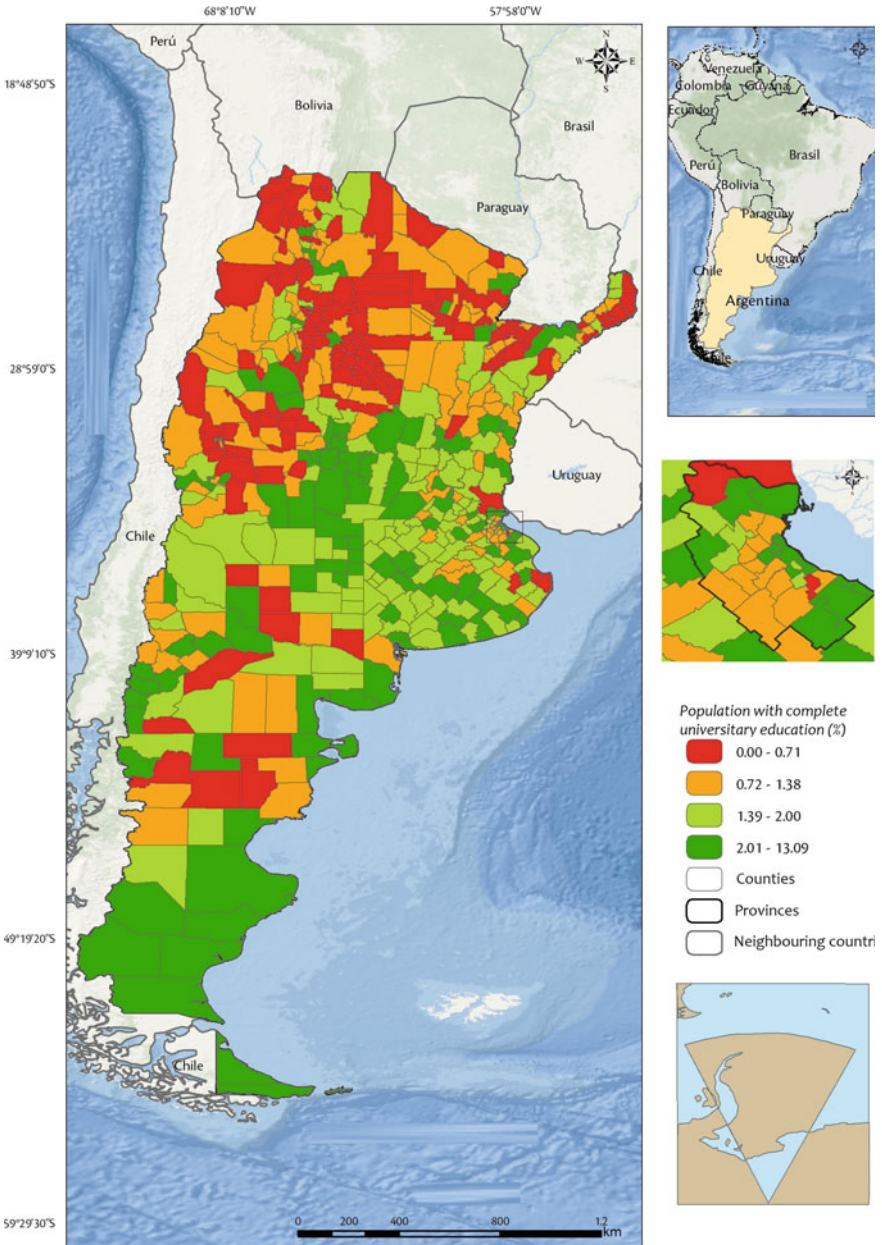 68°8'10"W
57°58'0"W
18°48'50"S
28°59'0"S
39°9'10"S
49°19'20"S
59°29'30"S
Perú
Bolivia
Brasil
Paraguay
Uruguay
Chile
Chile
N
W
E
S
0
200
400
800
1.2
km
Venezuela
Colombia
Guyana
Ecuador
Perú
Brasil
Bolivia
Paraguay
Chile
Uruguay
Argentina
Population with complete
universitary education (%)
0.00 - 0.71
0.72 - 1.38
1.39 - 2.00
2.01 - 13.09
Counties
Provinces
Neighbouring countri